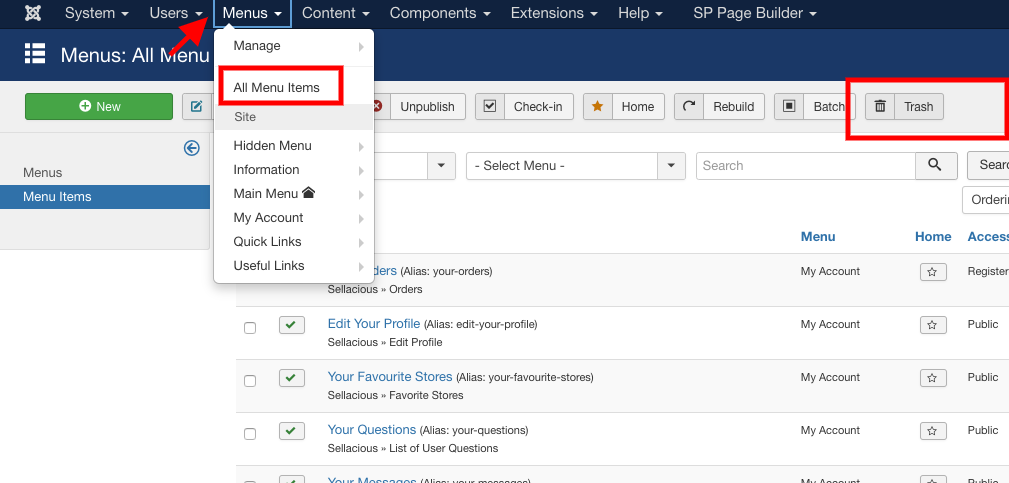 System Users Menus Content Components Extensions Help SP Page Builder
Menus: All Menu
Manage
All Menu Items
Site
Hidden Menu
Information
Main Menu
My Account
Quick Links
Useful Links
New Unpublish Check-in Home Rebuild Batch Trash
Menus
Menu Items
- Select Menu - Search Searc
Orderin
Menu Home Access
ders (Alias: your-orders) My Account Register
Sellacious » Orders
Edit Your Profile (Alias: edit-your-profile) My Account Public
Sellacious » Edit Profile
Your Favourite Stores (Alias: your-favourite-stores) My Account Public
Sellacious » Favorite Stores
Your Questions (Alias: your-questions) My Account Public
Sellacious » List of User Questions
Your Messages (Alias: your-messages) My Account Public